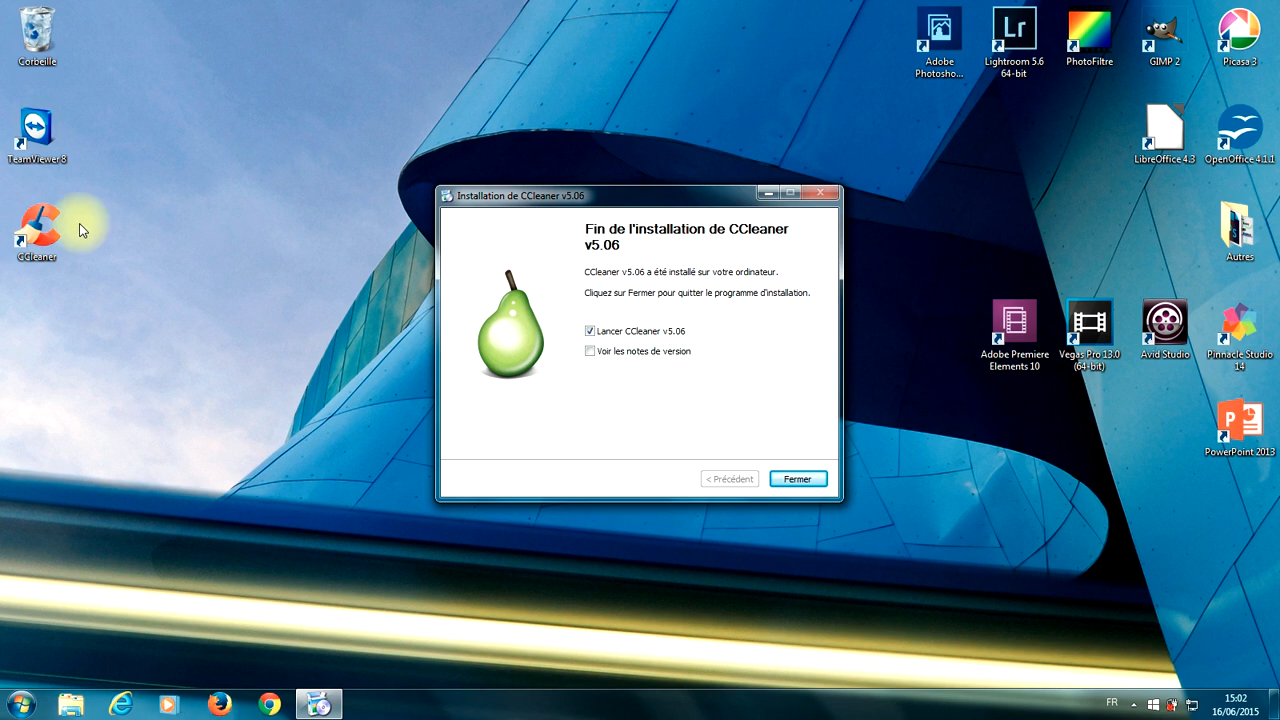 Corbeille
TeamViewer 8
CCleaner
Adobe
Photosho...
Lr
Lightroom 5.6
64-bit
PhotoFiltre
GIMP 2
Picasa 3
LibreOffice 4.3
OpenOffice 4.1.1
Autres
Adobe Premiere
Elements 10
Vegas Pro 13.0
(64-bit)
Avid Studio
Pinnacle Studio
14
P
PowerPoint 2013
Installation de CCleaner v5.06
Fin de l'installation de CCleaner
v5.06
CCleaner v5.06 a été installé sur votre ordinateur.
Cliquez sur Fermer pour quitter le programme d'installation.
Lancer CCleaner v5.06
Voir les notes de version
< Précédent
Fermer
FR
15:02
16/06/2015